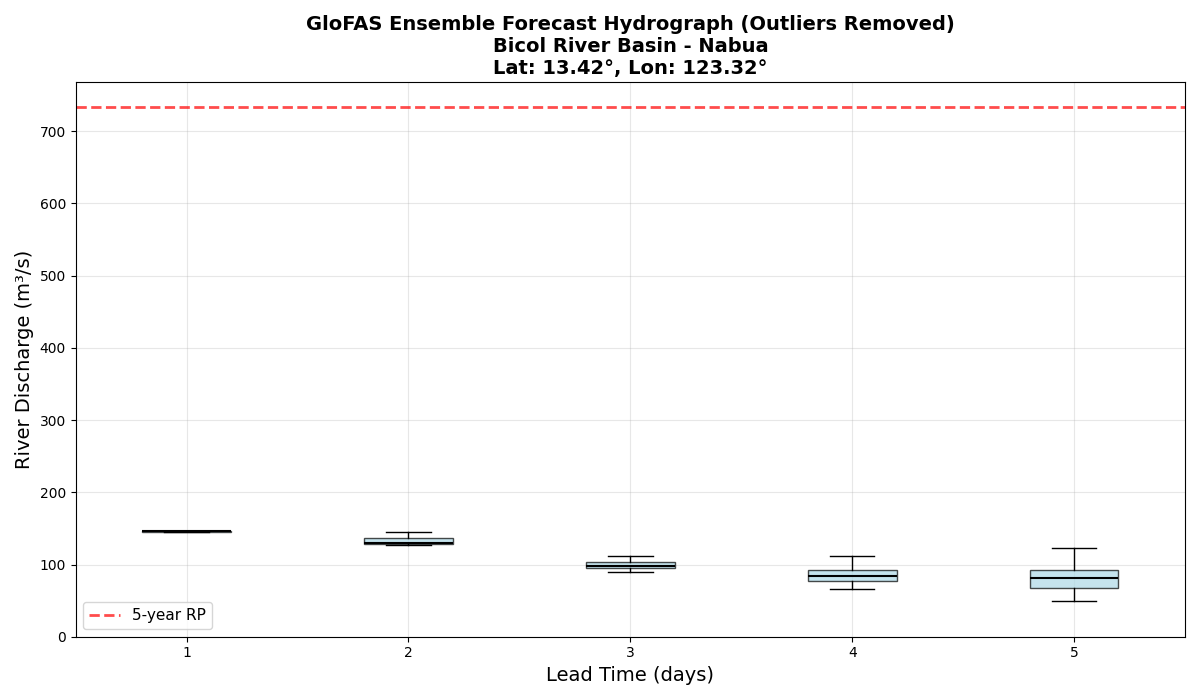 GloFAS Ensemble Forecast Hydrograph (Outliers Removed)
Bicol River Basin - Nabua
Lat: 13.42°, Lon: 123.32°
River Discharge (m³/s)
700
600
500
400
300
200
100
0
5-year RP
1 2 3 4 5
Lead Time (days)